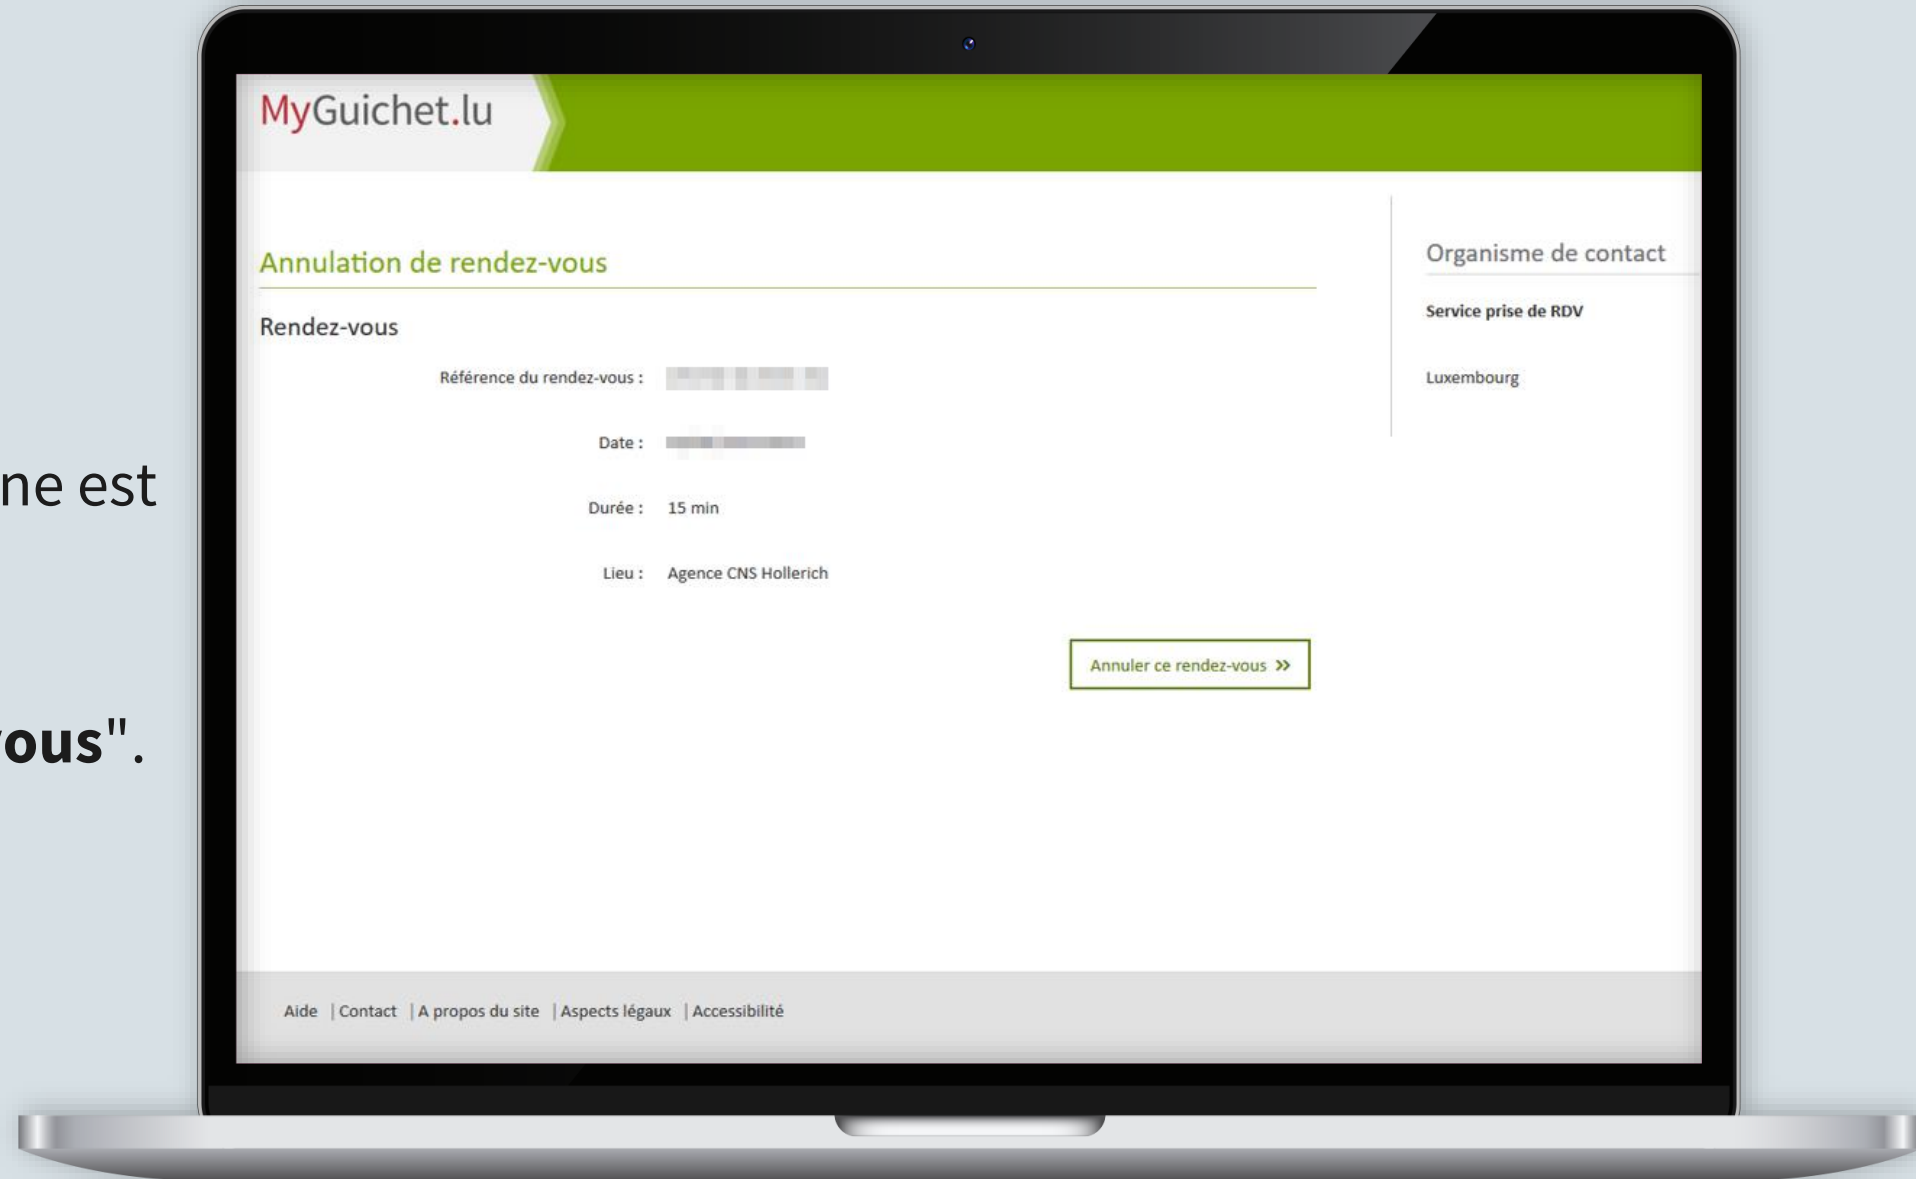 MyGuichet.lu
Annulation de rendez-vous
Rendez-vous
Référence du rendez-vous :
Date :
Durée : 15 min
Lieu : Agence CNS Hollerich
Annuler ce rendez-vous »
Organisme de contact
Service prise de RDV
Luxembourg
est
".
Aide | Contact | A propos du site | Aspects légaux | Accessibilité